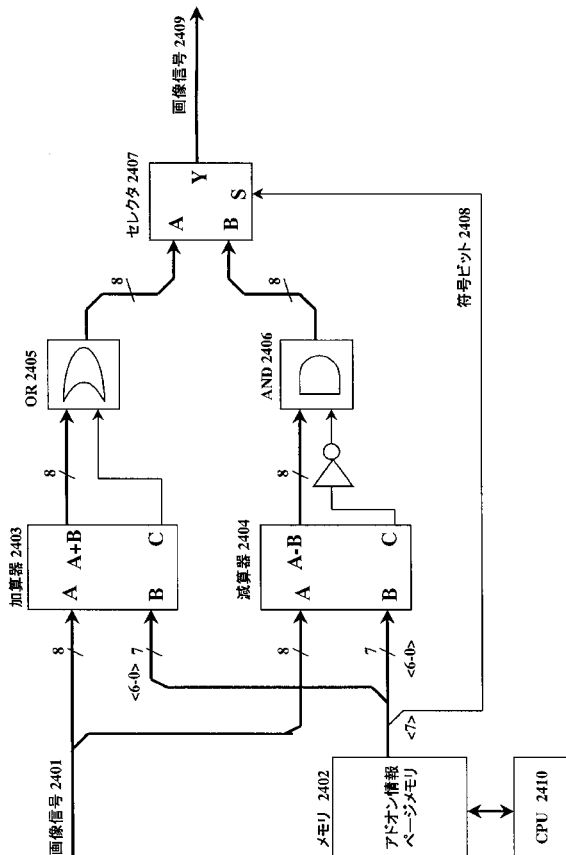 画像信号 2401
メモリ 2402
アドオン情報
ページメモリ
CPU 2410
<7>
<6-0>
<6-0>
8
7
8
7
加算器 2403
A
A+B
B
C
減算器 2404
A
A-B
B
C
8
8
OR 2405
AND 2406
8
8
セレクタ 2407
A
B
Y
S
符号ビット 2408
画像信号 2409